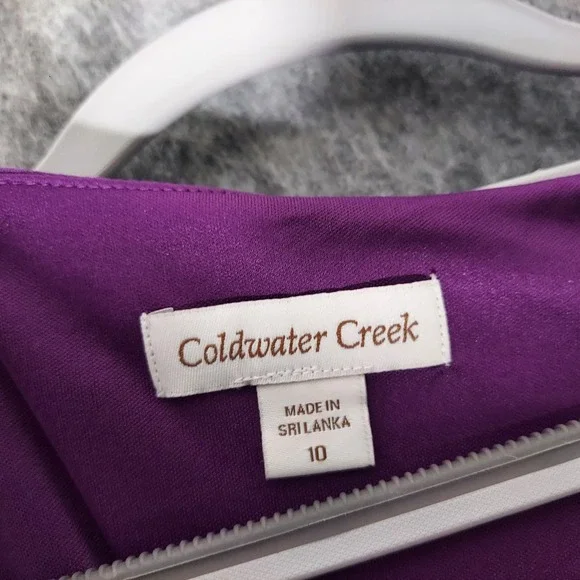 Coldwater Creek
MADE IN
SRI LANKA
10